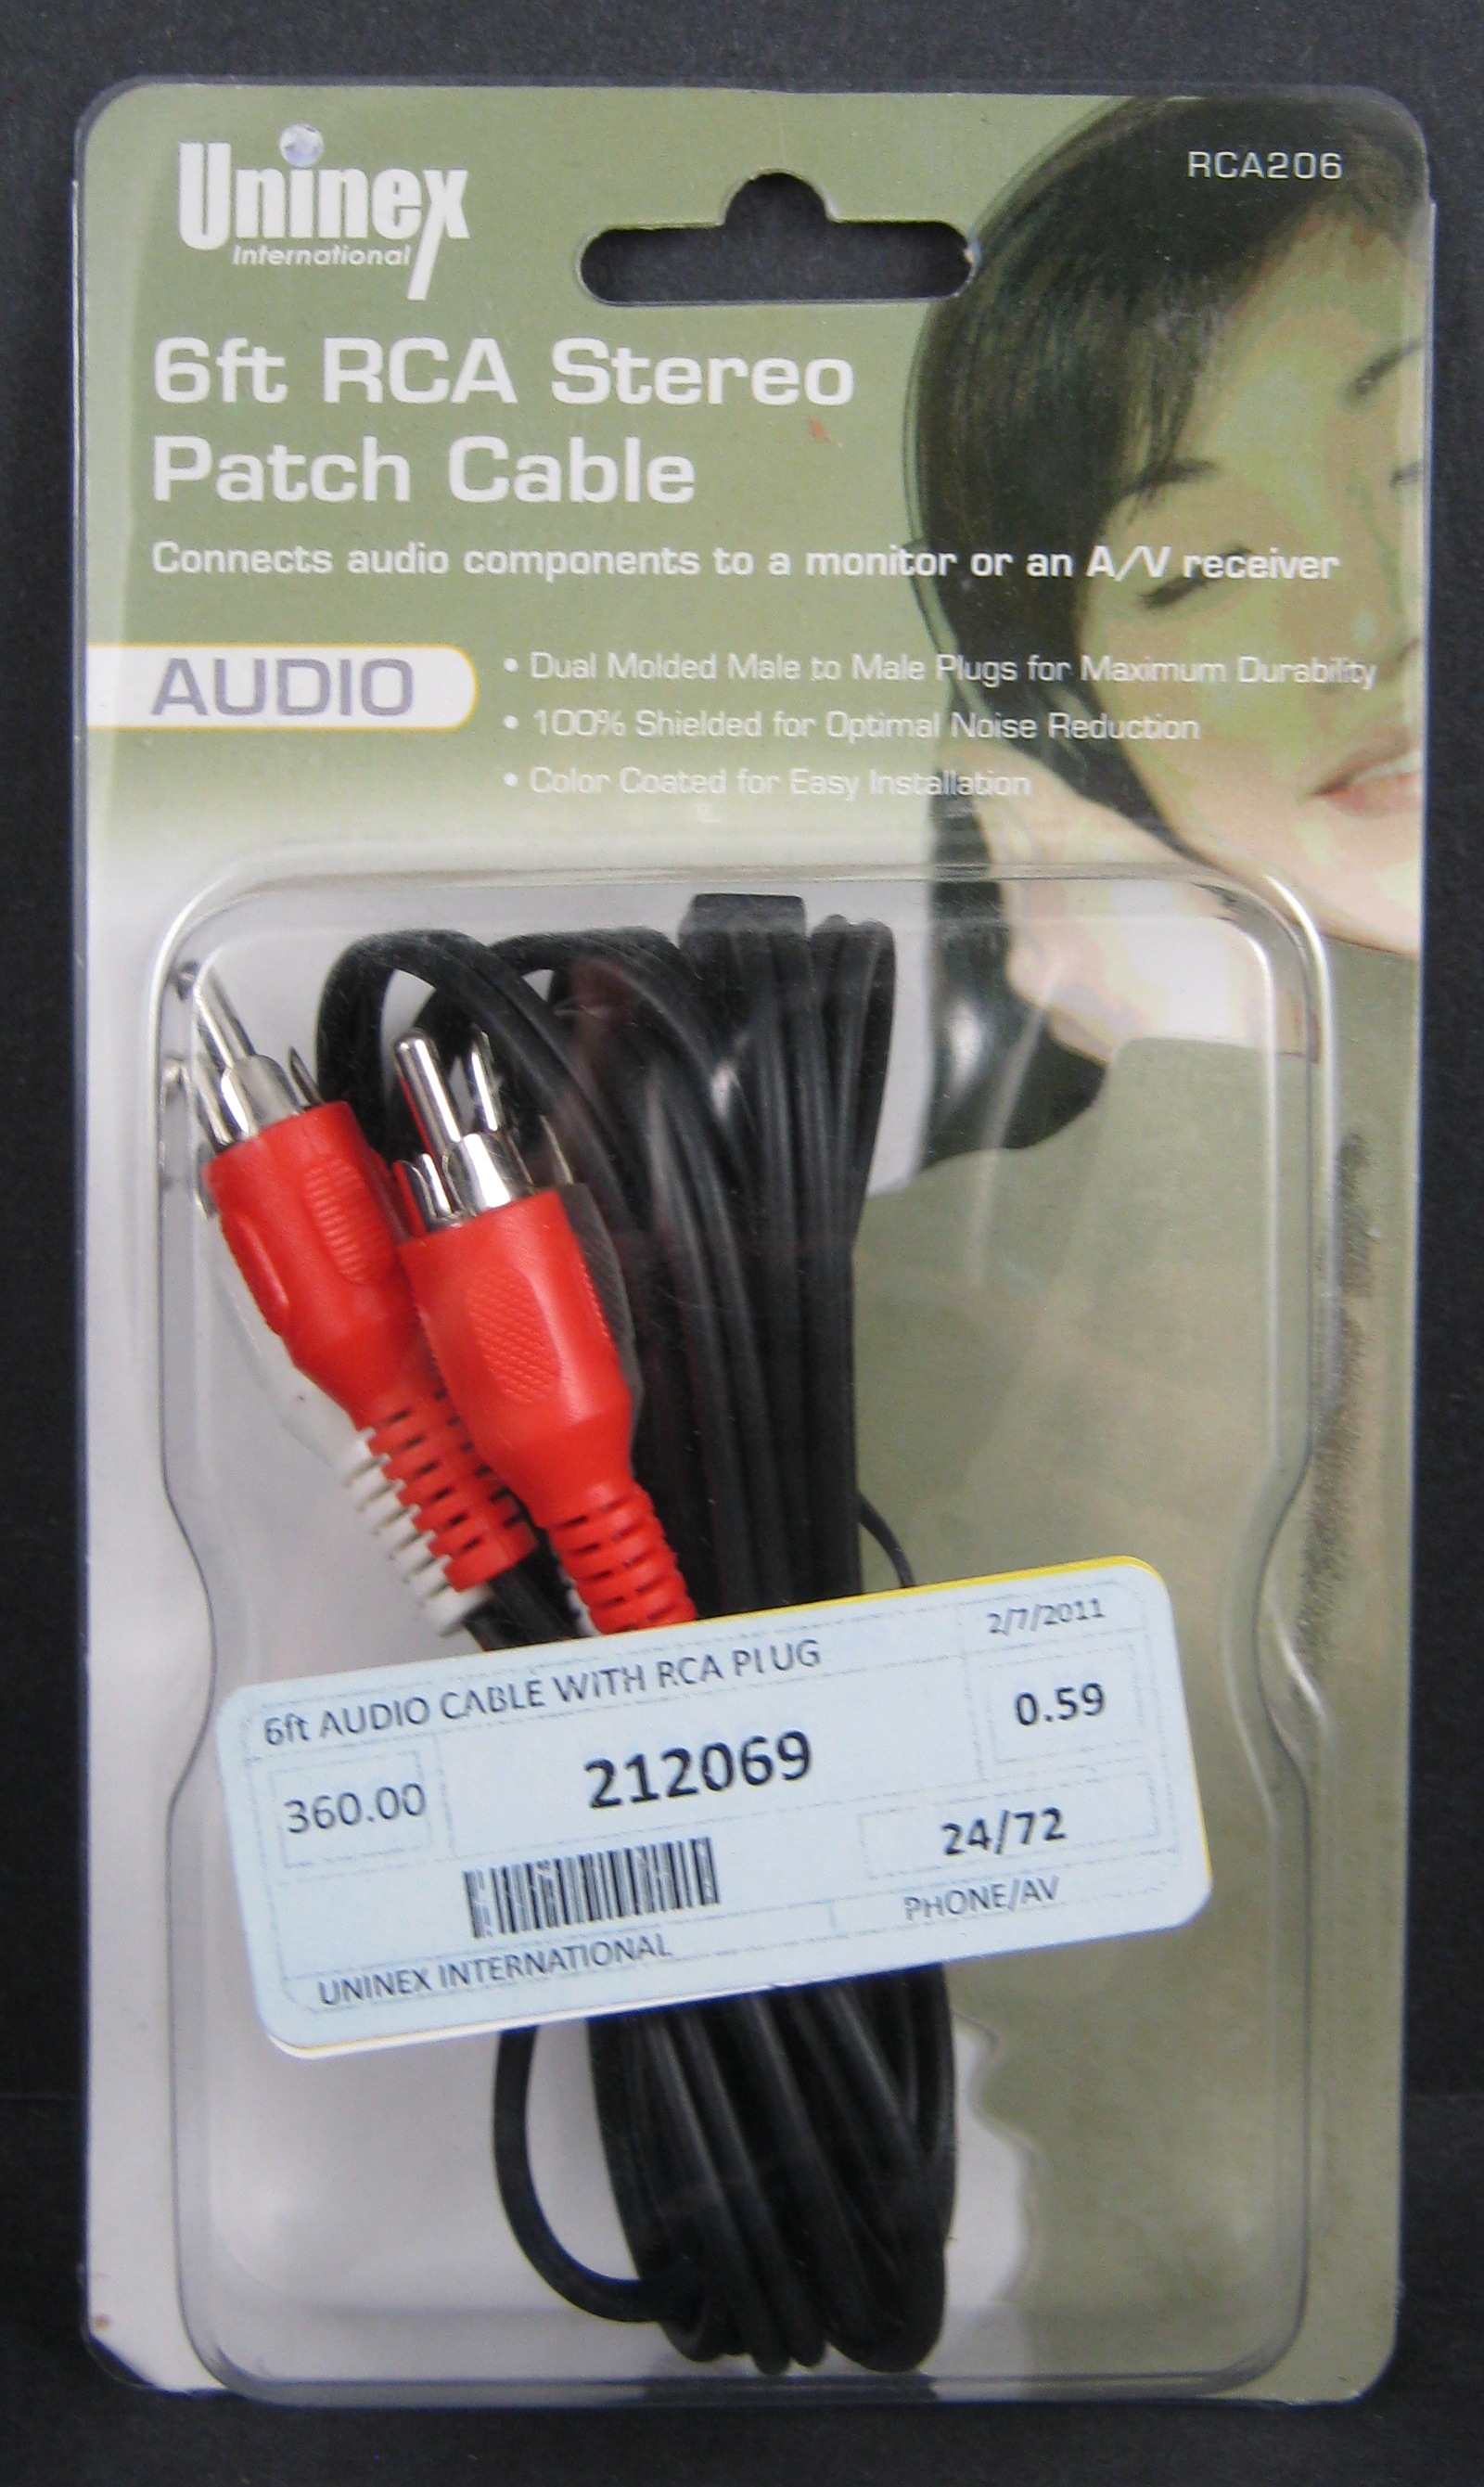 Uninex
International
RCA206
6ft RCA Stereo
Patch Cable
Connects audio components to a monitor or an A/V receiver
AUDIO
• Dual Molded Male to Male Plugs for Maximum Durability
• 100% Shielded for Optimal Noise Reduction
• Color Coated for Easy Installation
6ft AUDIO CABLE WITH RCA PLUG
2/7/2011
360.00
212069
0.59
24/72
UNINEX INTERNATIONAL
PHONE/AV